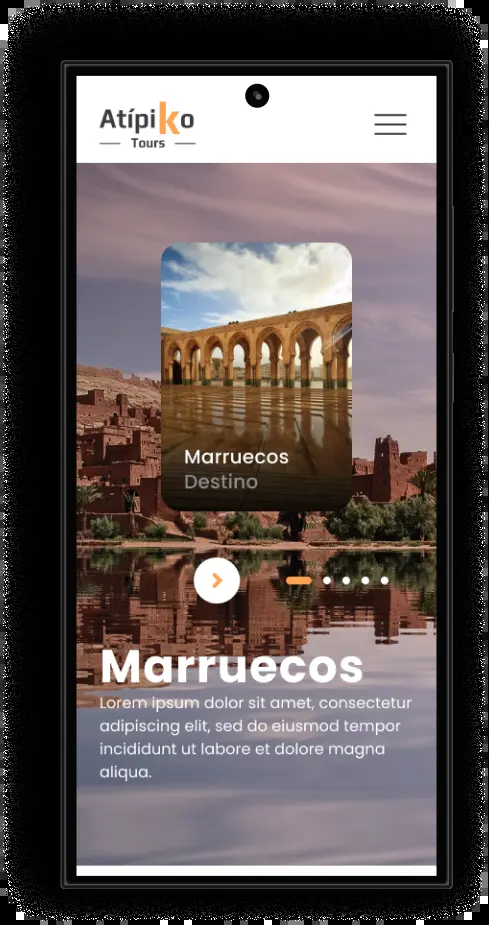 Atípiko
Tours
Marruecos
Destino
Marruecos
Lorem ipsum dolor sit amet, consectetur
adipiscing elit, sed do eiusmod tempor
incididunt ut labore et dolore magna
aliqua.